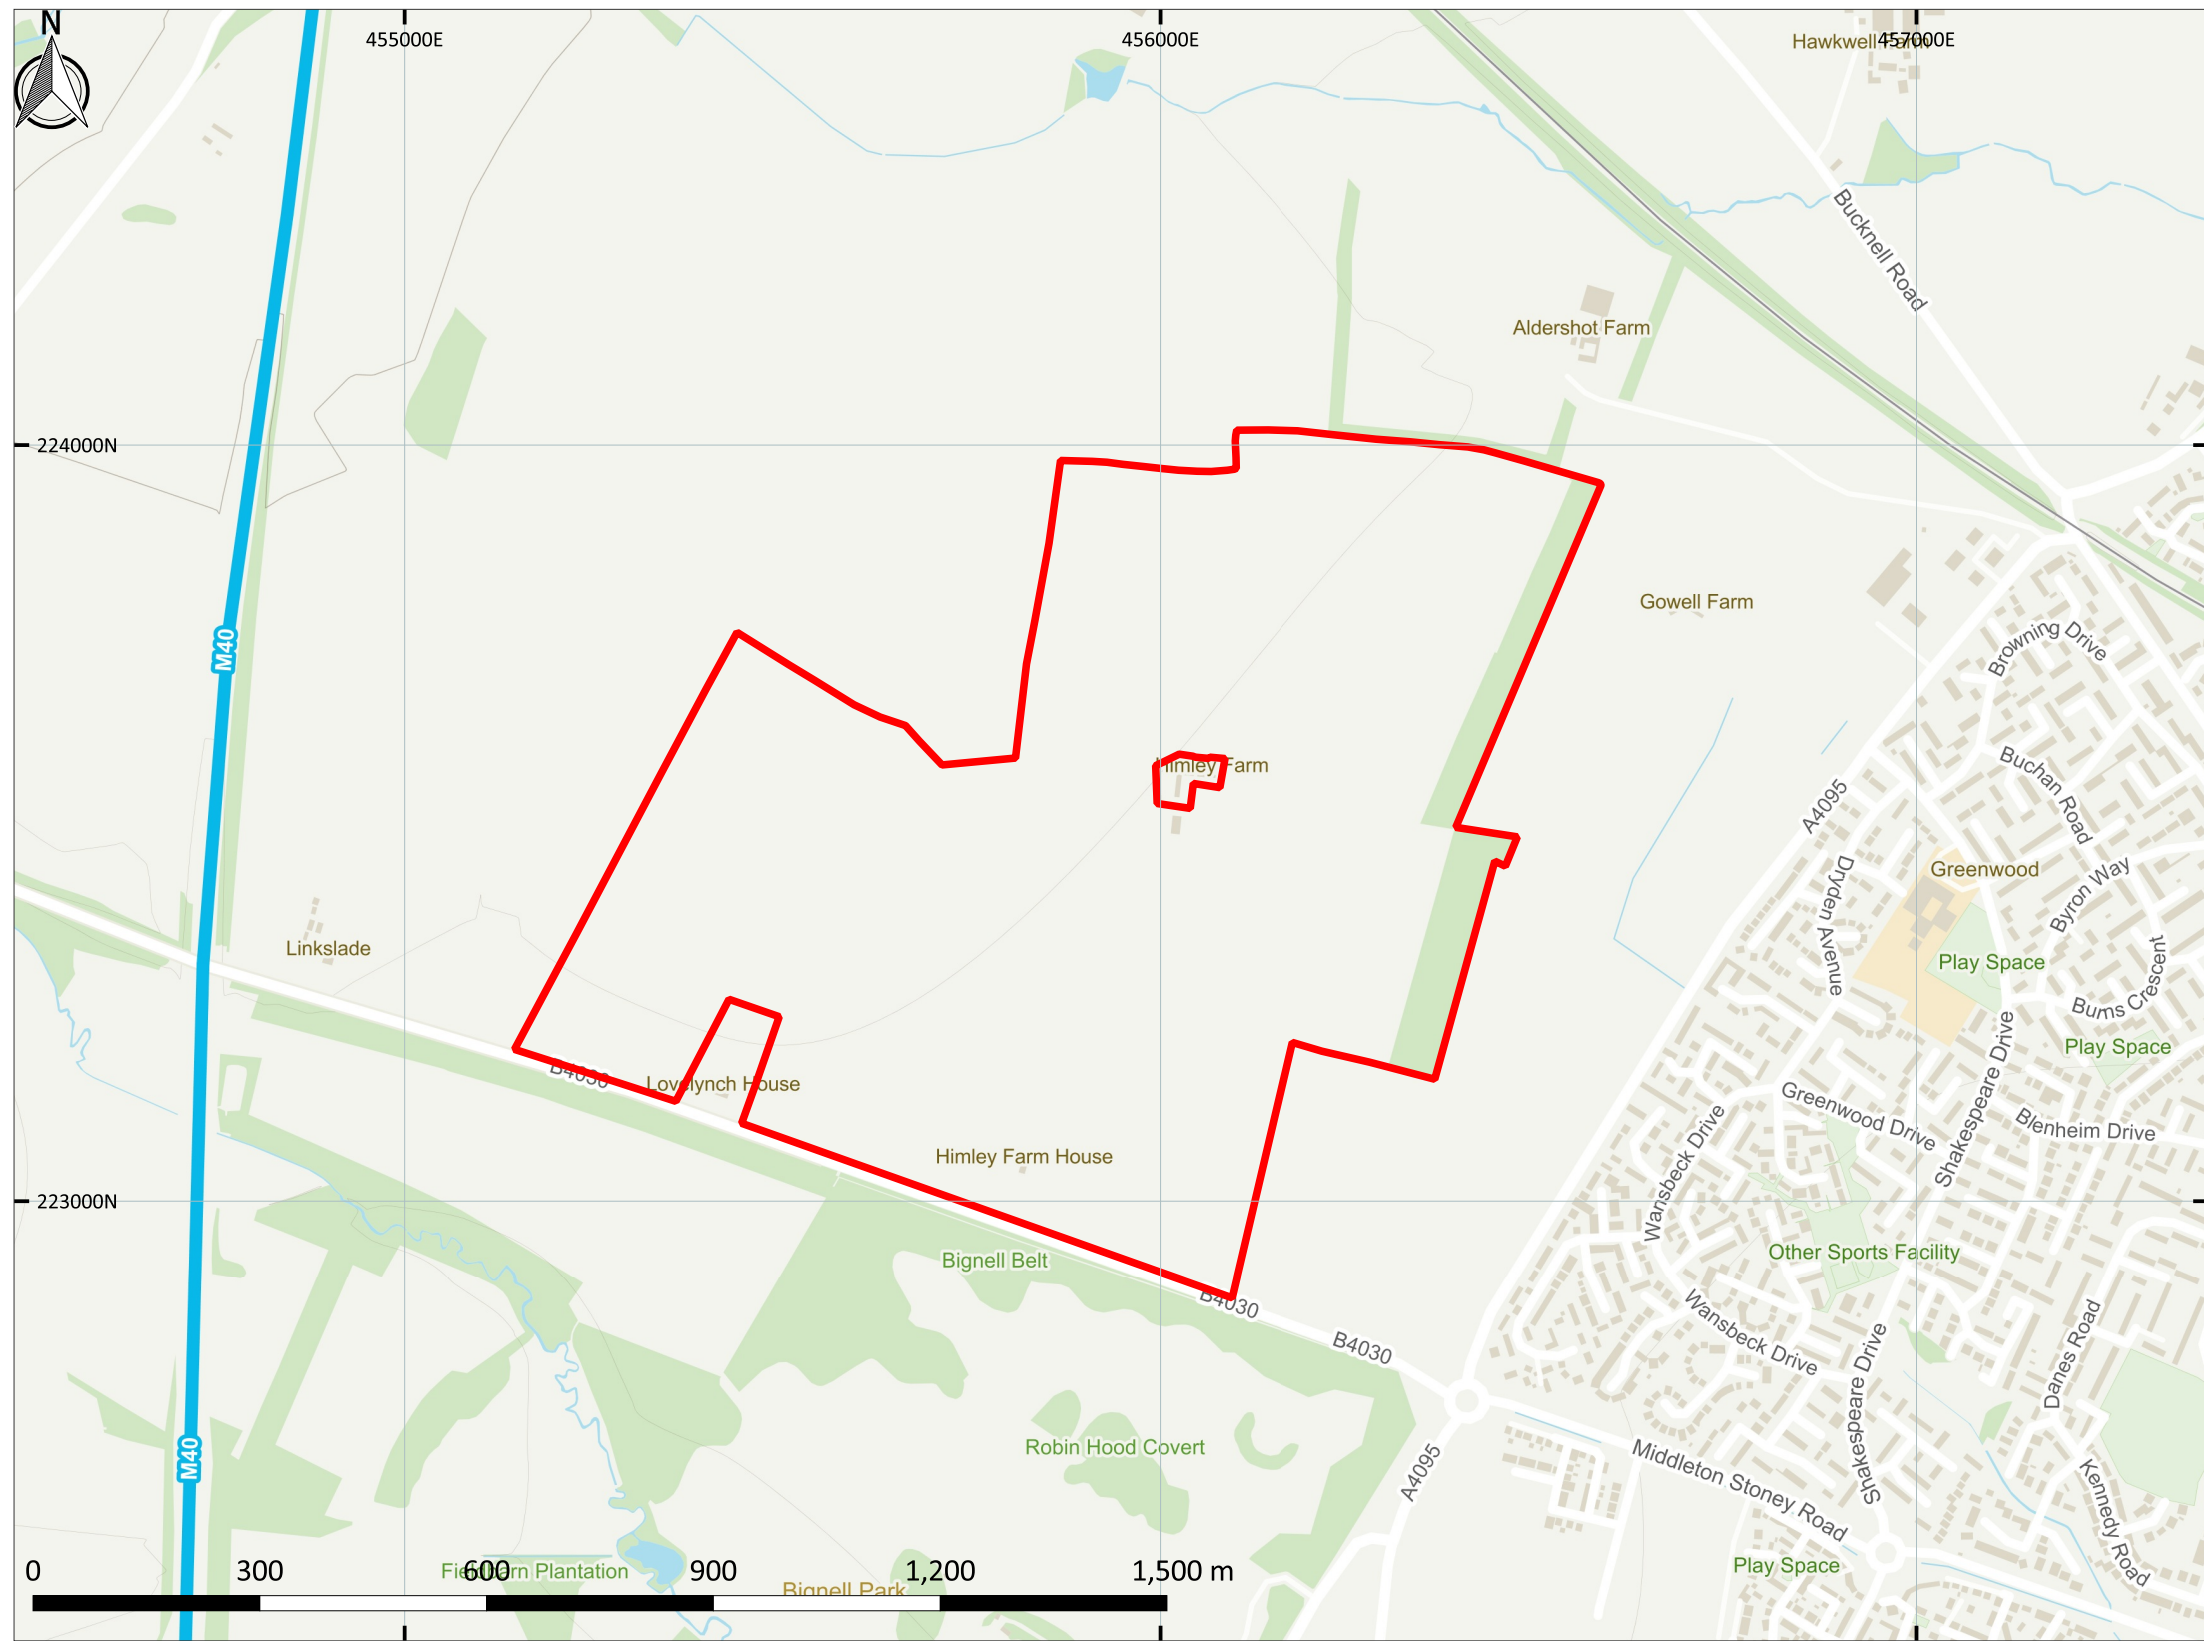 N
455000E
456000E
457000E
Hawkwell Farm
Bucknell Road
Aldershot Farm
224000N
Gowell Farm
M40
Browning Drive
Buchan Road
Himley Farm
A4095
Greenwood
Dryden Avenue
Byron Way
Linkslade
Play Space
Burns Crescent
Play Space
B4030
Lovelynch House
Greenwood Drive
Shakespeare Drive
Blenheim Drive
Wansbeck Drive
Himley Farm House
223000N
Bignell Belt
Other Sports Facility
B4030
B4030
Wansbeck Drive
Shakespeare Drive
Danes Road
Robin Hood Covert
M40
A4095
Middleton Stoney Road
Kennedy Road
Play Space
Fieldbarn Plantation
Bignell Park
0 300 600 900 1,200 1,500 m